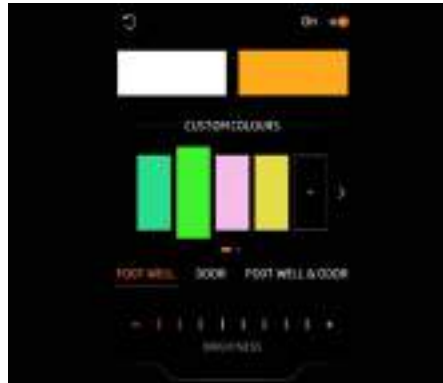 On
CUSTOM COLOURS
FOOT WELL DOOR FOOT WELL & DOOR
BRIGHTNESS